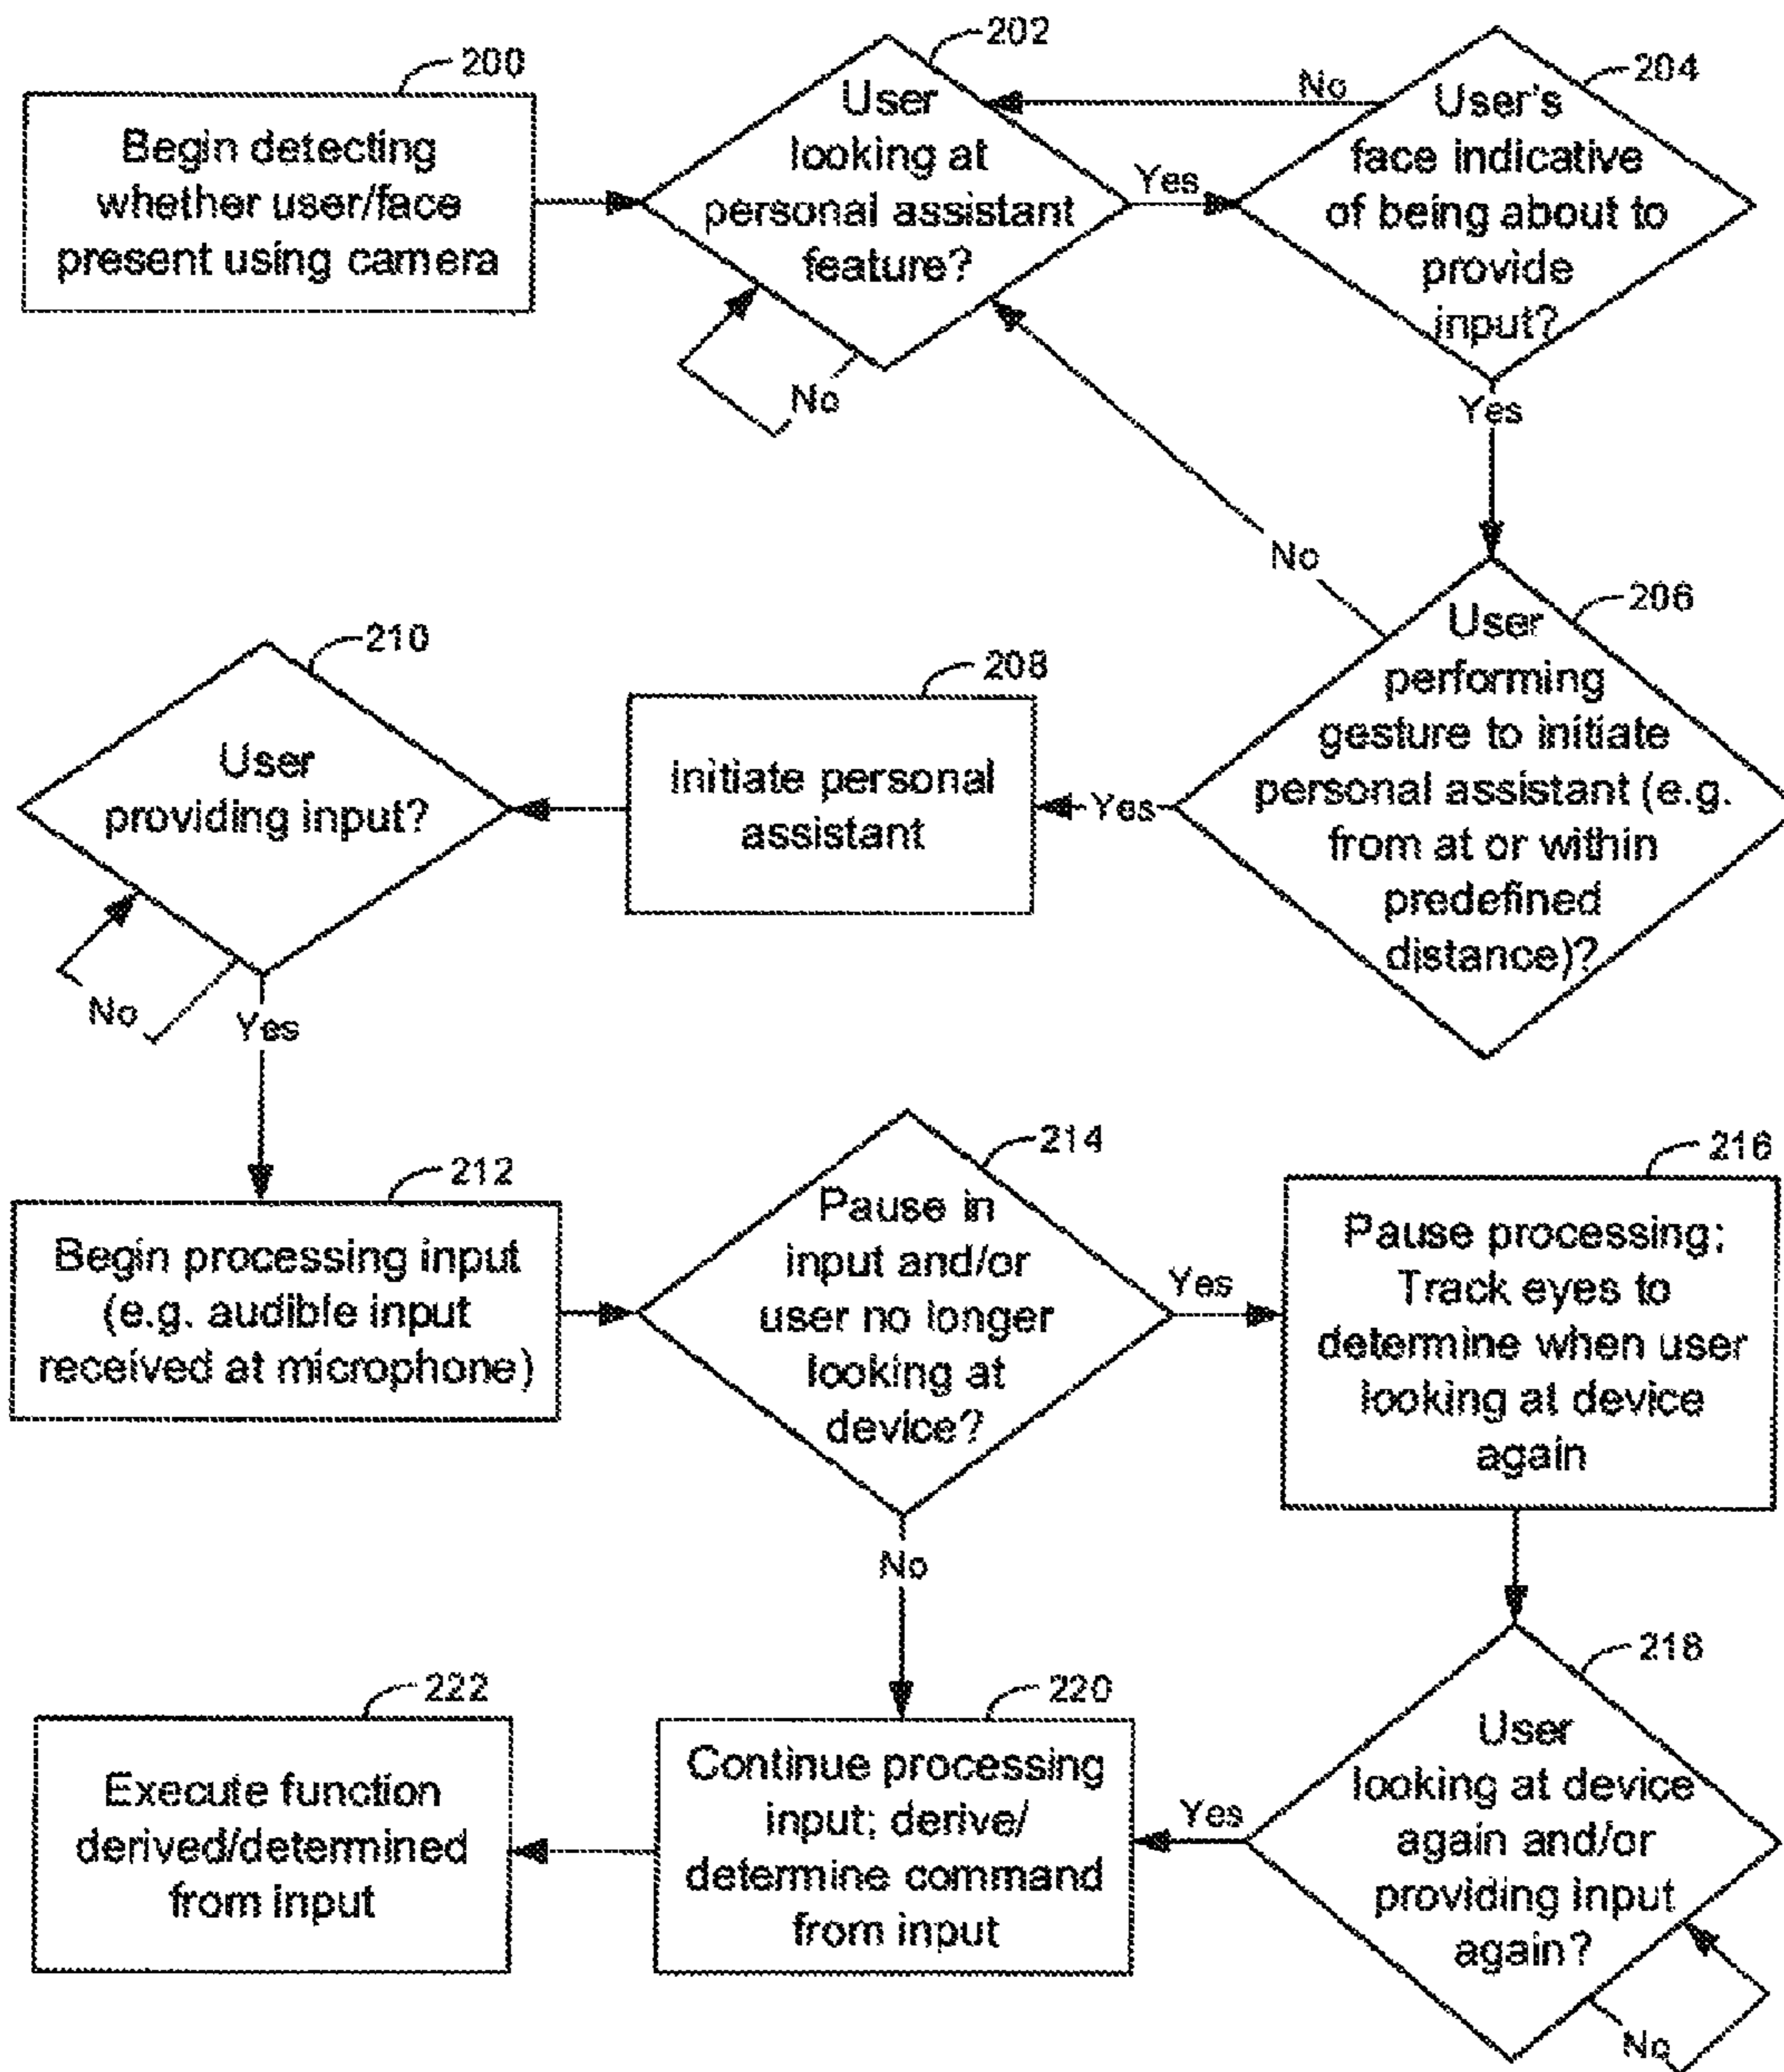 200
Begin detecting
whether user/face
present using camera
202
User
looking at
personal assistant
feature?
No
Yes
No
204
User's
face indicative
of being about to
provide
input?
Yes
No
206
User
performing
gesture to initiate
personal assistant (e.g.
from at or within
predefined
distance)?
Yes
208
Initiate personal
assistant
210
User
providing input?
No
Yes
212
Begin processing input
(e.g. audible input
received at microphone)
214
Pause in
input and/or
user no longer
looking at
device?
Yes
No
216
Pause processing;
Track eyes to
determine when user
looking at device
again
218
User
looking at device
again and/or
providing input
again?
No
Yes
220
Continue processing
input; derive/
determine command
from input
222
Execute function
derived/determined
from input